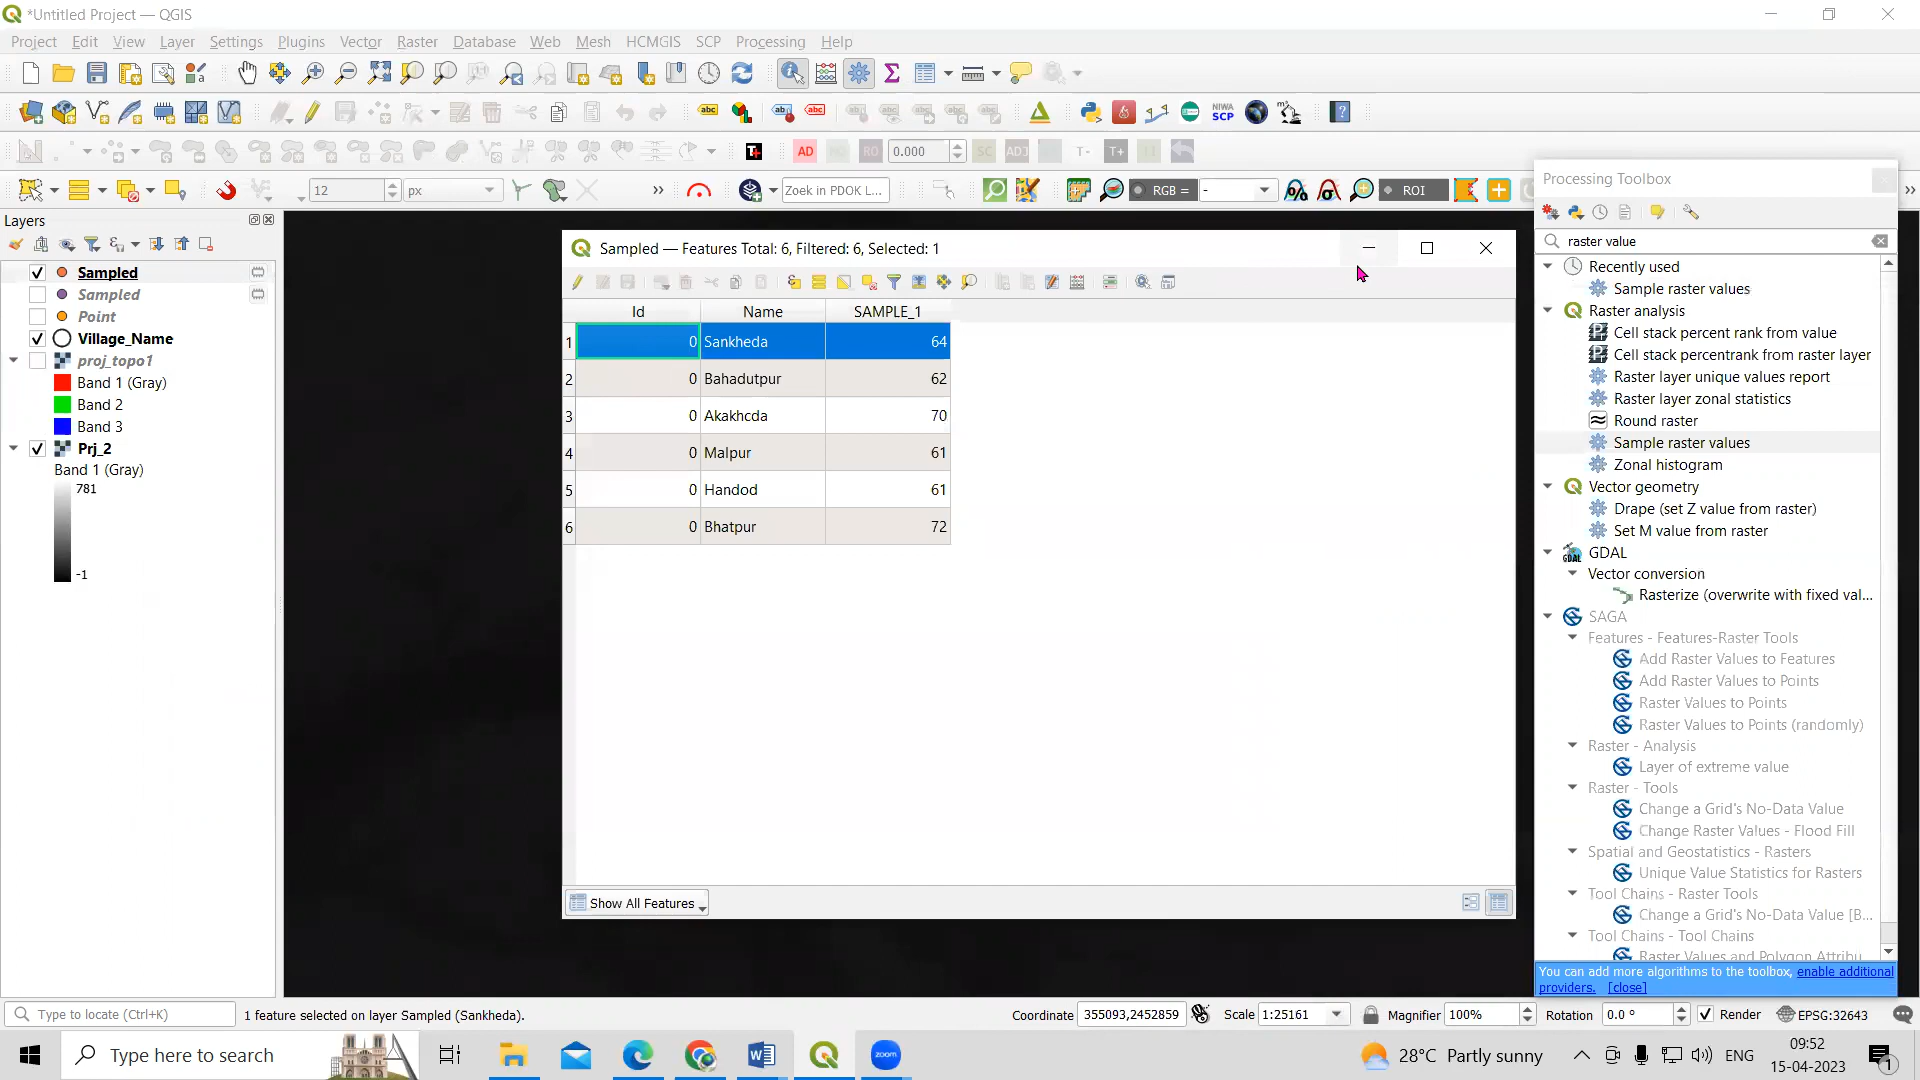 *Untitled Project — QGIS
Project Edit View Layer Settings Plugins Vector Raster Database Web Mesh HCMGIS SCP Processing Help
NIWA
SCP
AD RO 0.000 SC ADJ T- T+
12 px Zoek in PDOK L... RGB = - ROI
Layers
Sampled
Sampled
Point
Village_Name
proj_topo1
Band 1 (Gray)
Band 2
Band 3
Prj_2
Band 1 (Gray)
781
-1
Sampled — Features Total: 6, Filtered: 6, Selected: 1
Id Name SAMPLE_1
1 0 Sankheda 64
2 0 Bahadutpur 62
3 0 Akakhcda 70
4 0 Malpur 61
5 0 Handod 61
6 0 Bhatpur 72
Show All Features
Processing Toolbox
raster value
Recently used
Sample raster values
Raster analysis
Cell stack percent rank from value
Cell stack percentrank from raster layer
Raster layer unique values report
Raster layer zonal statistics
Round raster
Sample raster values
Zonal histogram
Vector geometry
Drape (set Z value from raster)
Set M value from raster
GDAL
Vector conversion
Rasterize (overwrite with fixed val...
SAGA
Features - Features-Raster Tools
Add Raster Values to Features
Add Raster Values to Points
Raster Values to Points
Raster Values to Points (randomly)
Raster - Analysis
Layer of extreme value
Raster - Tools
Change a Grid's No-Data Value
Change Raster Values - Flood Fill
Spatial and Geostatistics - Rasters
Unique Value Statistics for Rasters
Tool Chains - Raster Tools
Change a Grid's No-Data Value [B...
Tool Chains - Tool Chains
Raster Values and Polygon Attribu
You can add more algorithms to the toolbox, enable additional
providers. [close]
Type to locate (Ctrl+K) 1 feature selected on layer Sampled (Sankheda). Coordinate 355093,2452859 Scale 1:25161 Magnifier 100% Rotation 0.0 ° Render EPSG:32643
Type here to search zoom 28°C Partly sunny ENG 09:52
15-04-2023 1